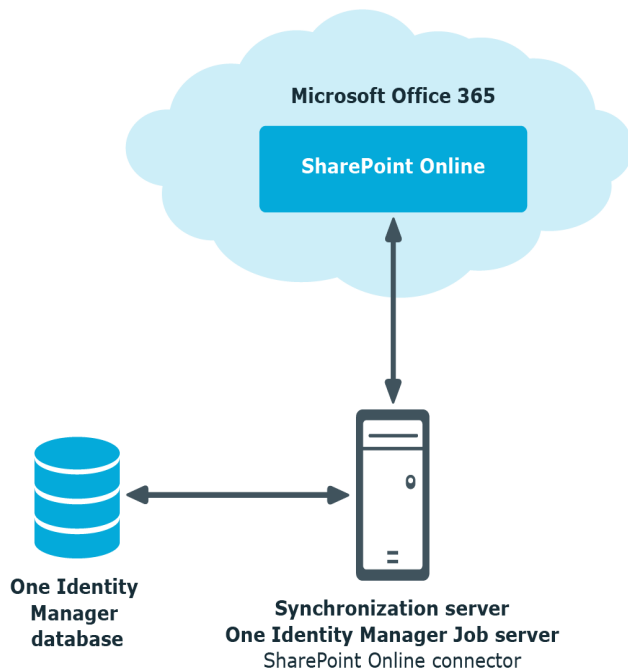 Microsoft Office 365
SharePoint Online
One Identity
Manager
database
Synchronization server
One Identity Manager Job server
SharePoint Online connector